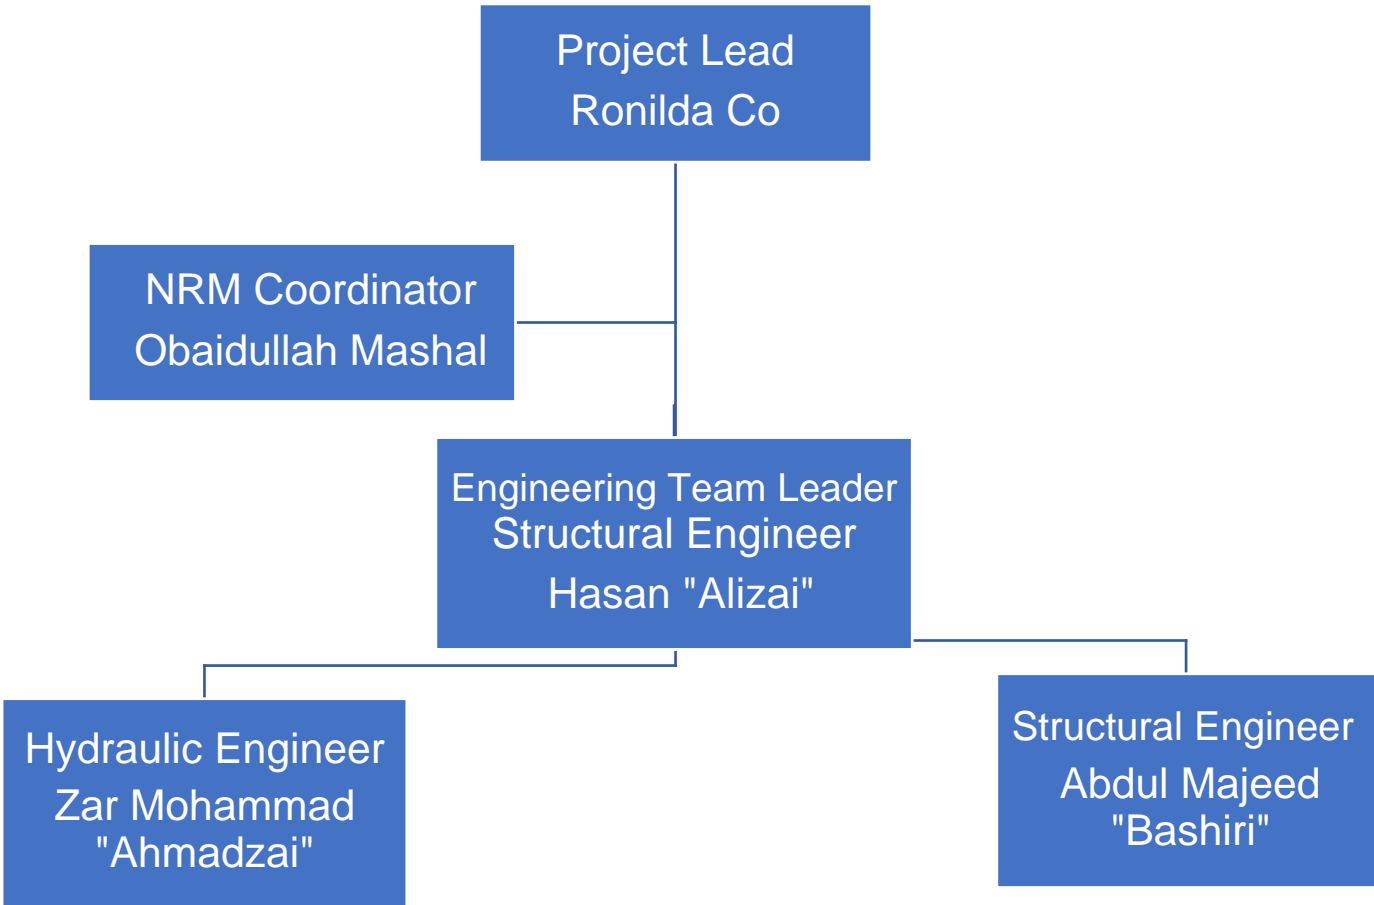 Project Lead
Ronilda Co
NRM Coordinator
Obaidullah Mashal
Engineering Team Leader
Structural Engineer
Hasan "Alizai"
Hydraulic Engineer
Zar Mohammad
"Ahmadzai"
Structural Engineer
Abdul Majeed
"Bashiri"